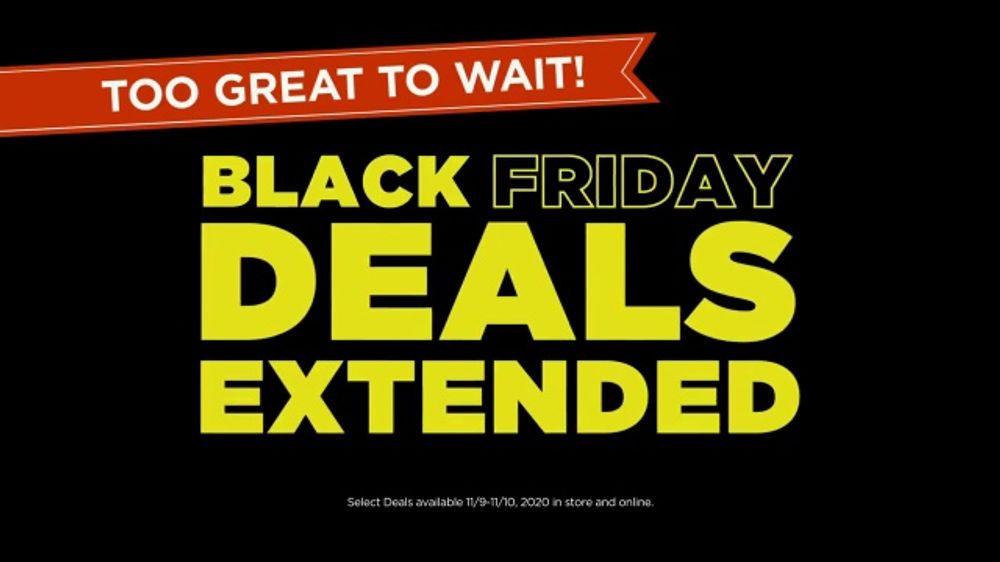 TOO GREAT TO WAIT!
BLACK FRIDAY
DEALS
EXTENDED
Select Deals available 11/9-11/10, 2020 in store and online.